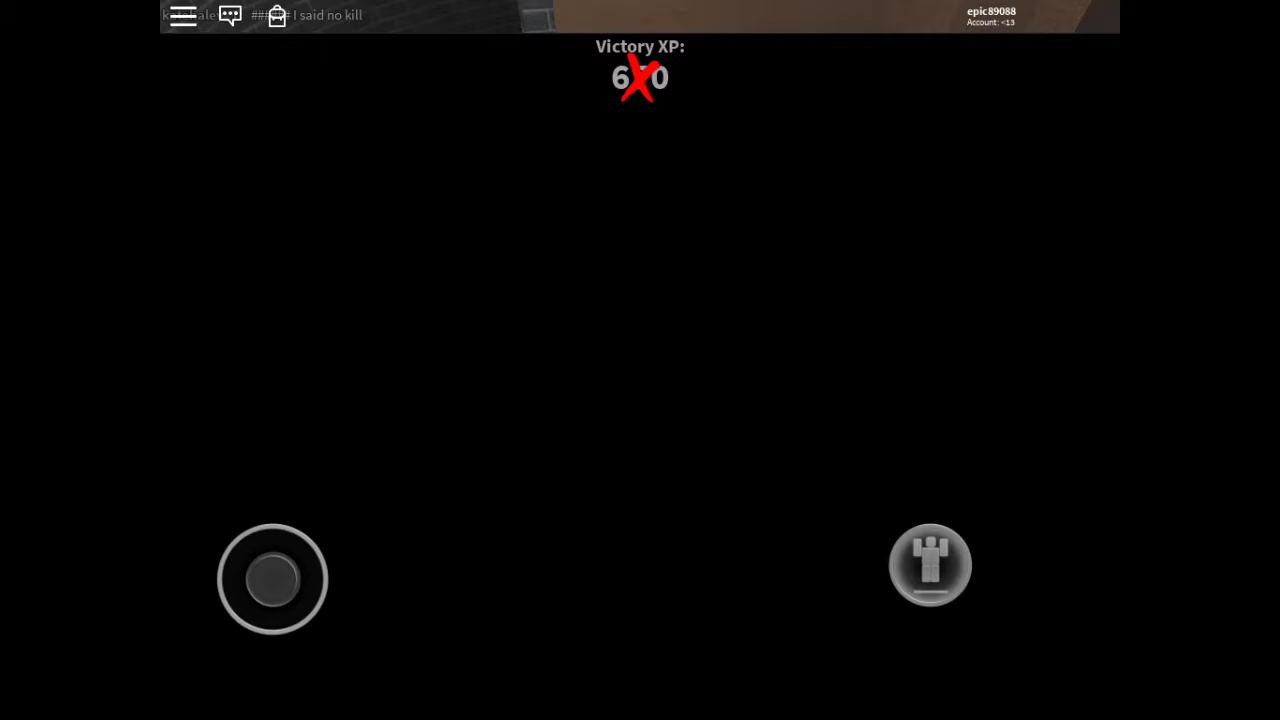 ###### I said no kill
epic89088
Account: <13
Victory XP: